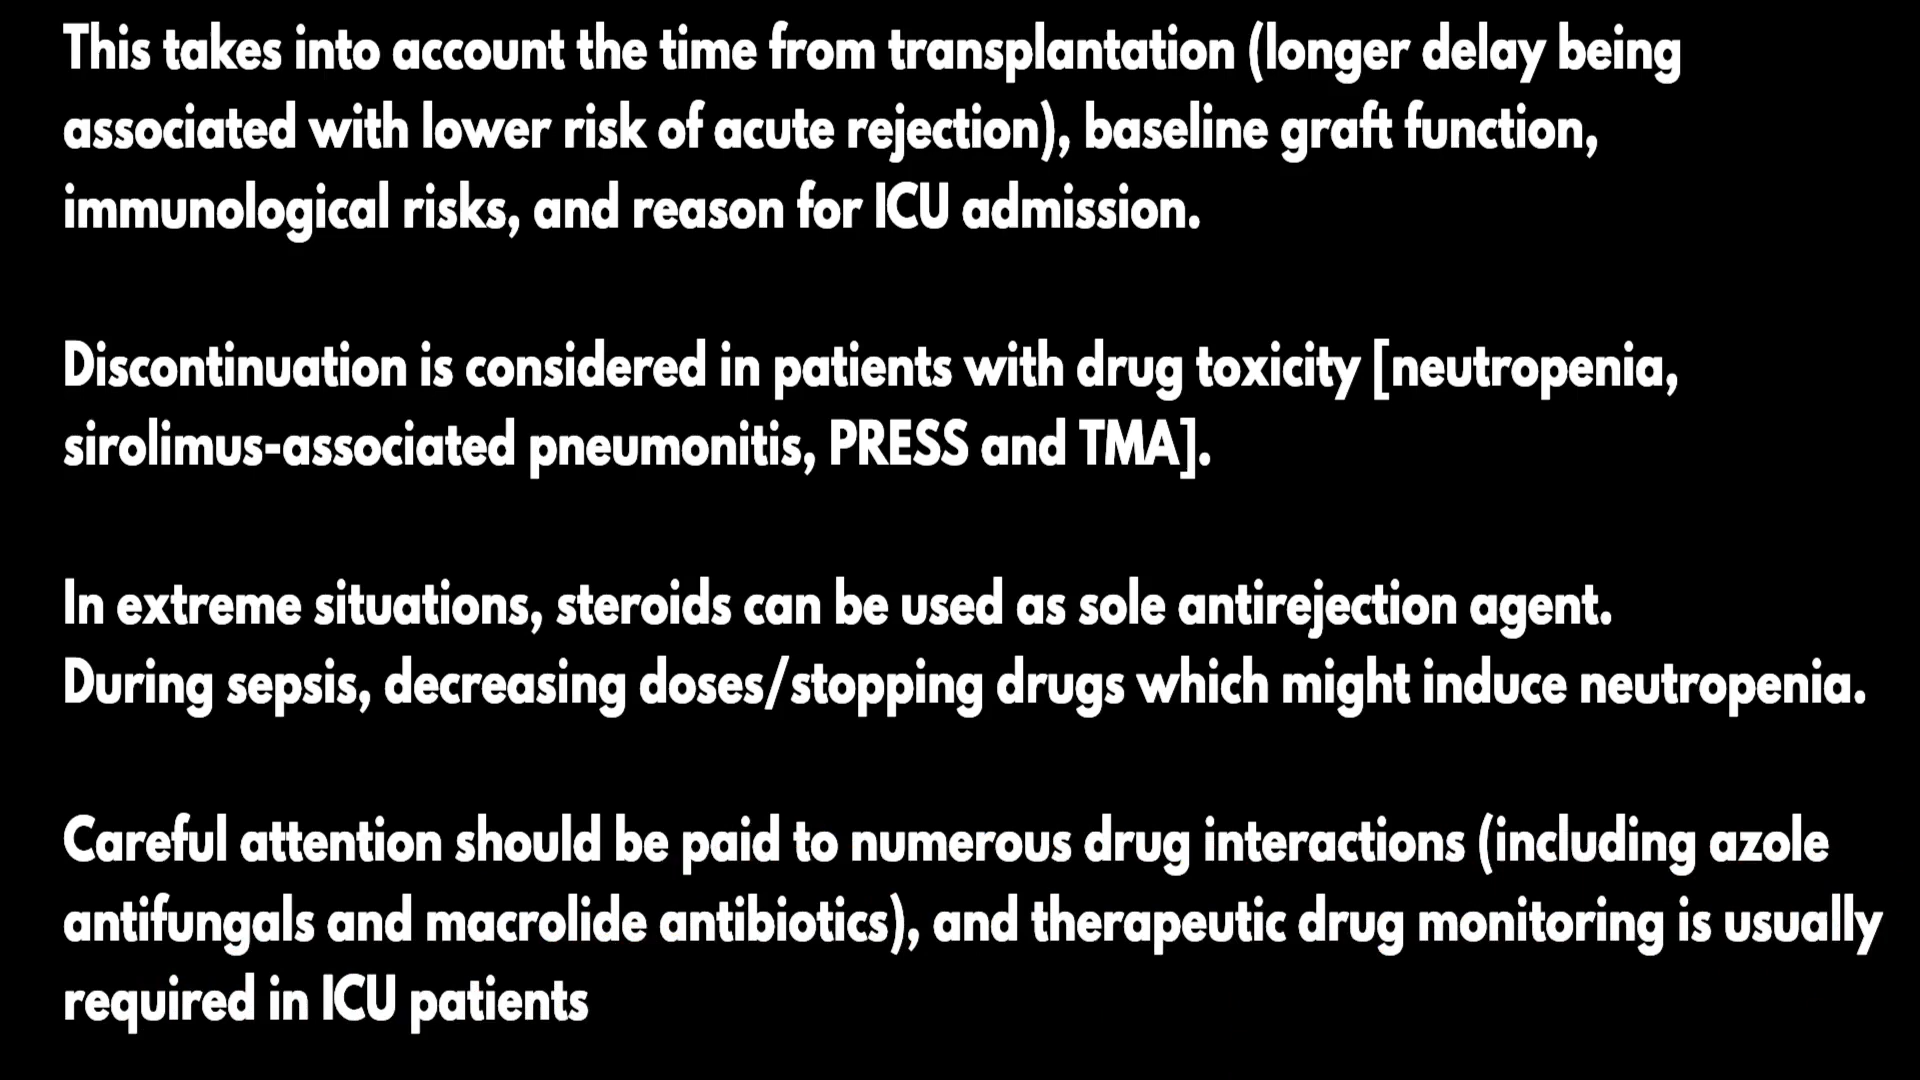 This takes into account the time from transplantation (longer delay being
associated with lower risk of acute rejection), baseline graft function,
immunological risks, and reason for ICU admission.
Discontinuation is considered in patients with drug toxicity [neutropenia,
sirolimus-associated pneumonitis, PRESS and TMA].
In extreme situations, steroids can be used as sole antirejection agent.
During sepsis, decreasing doses/stopping drugs which might induce neutropenia.
Careful attention should be paid to numerous drug interactions (including azole
antifungals and macrolide antibiotics), and therapeutic drug monitoring is usually
required in ICU patients